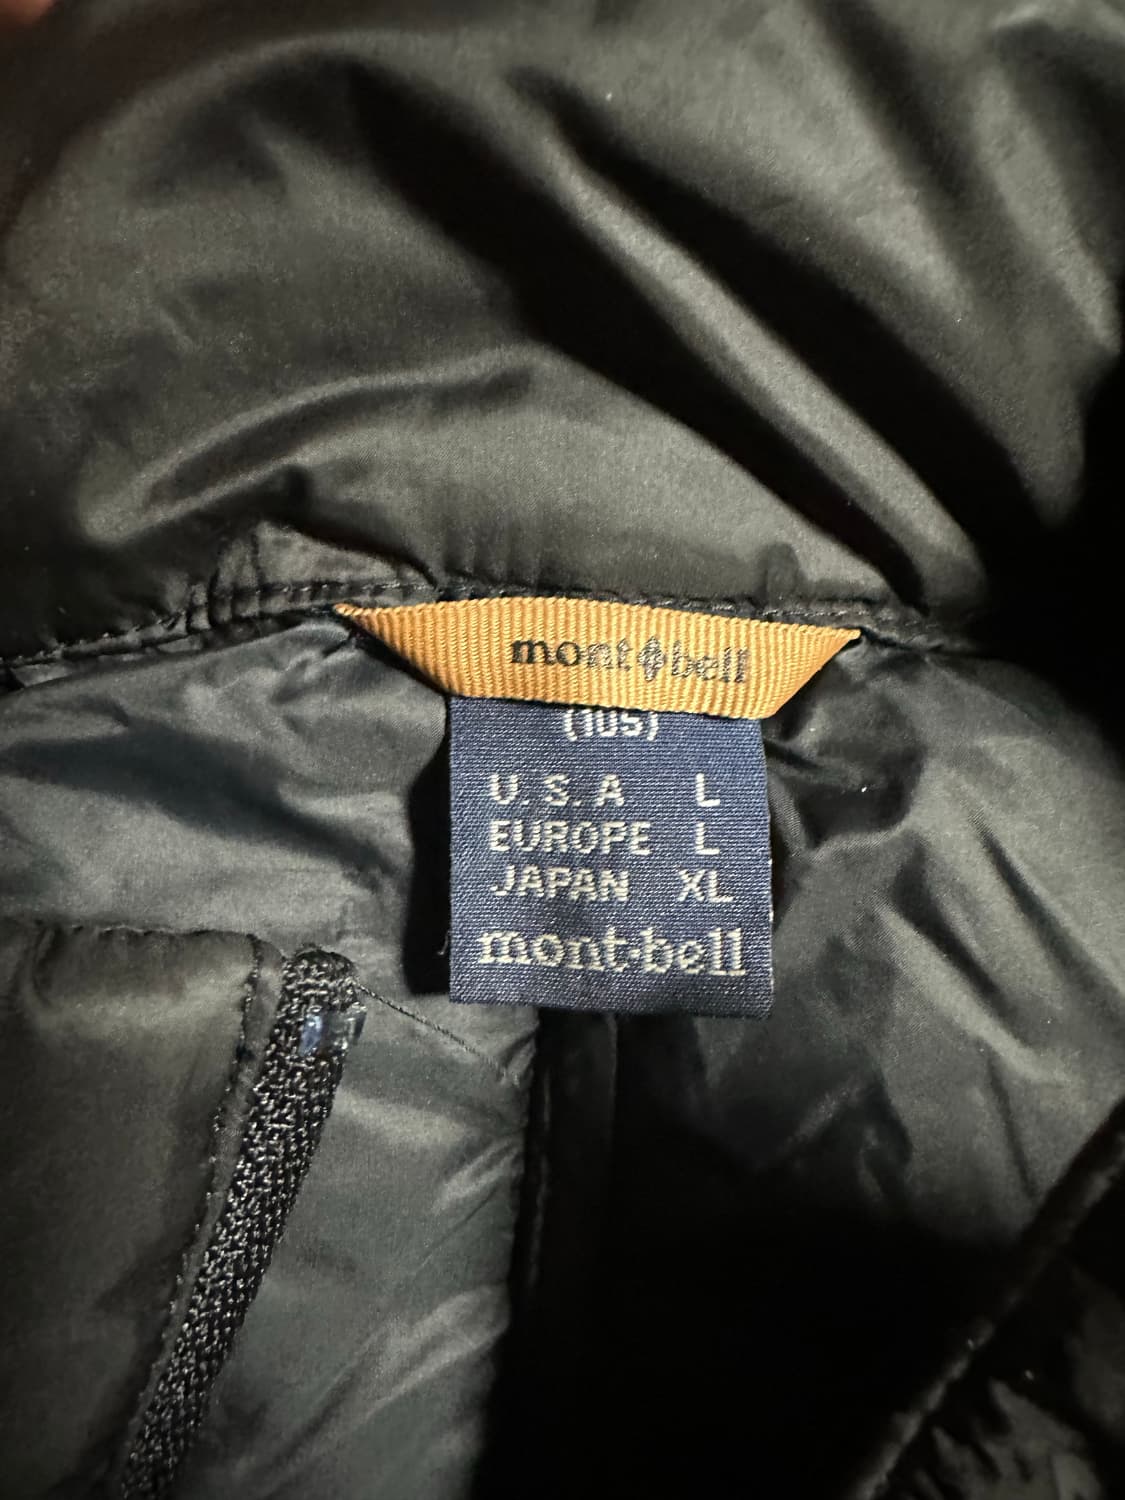 mont bell
(105)
U.S.A L
EUROPE L
JAPAN XL
mont-bell